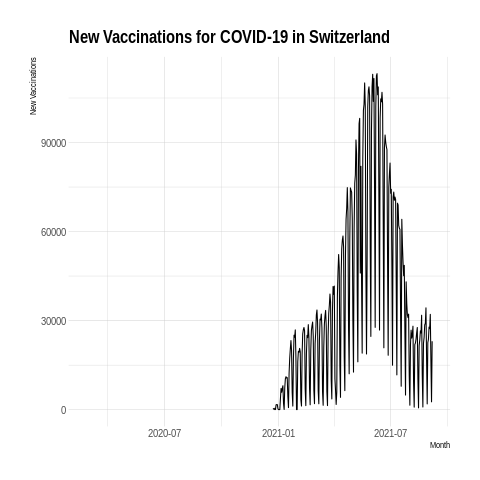 New Vaccinations for COVID-19 in Switzerland
New Vaccinations
90000
60000
30000
0
2020-07
2021-01
2021-07
Month